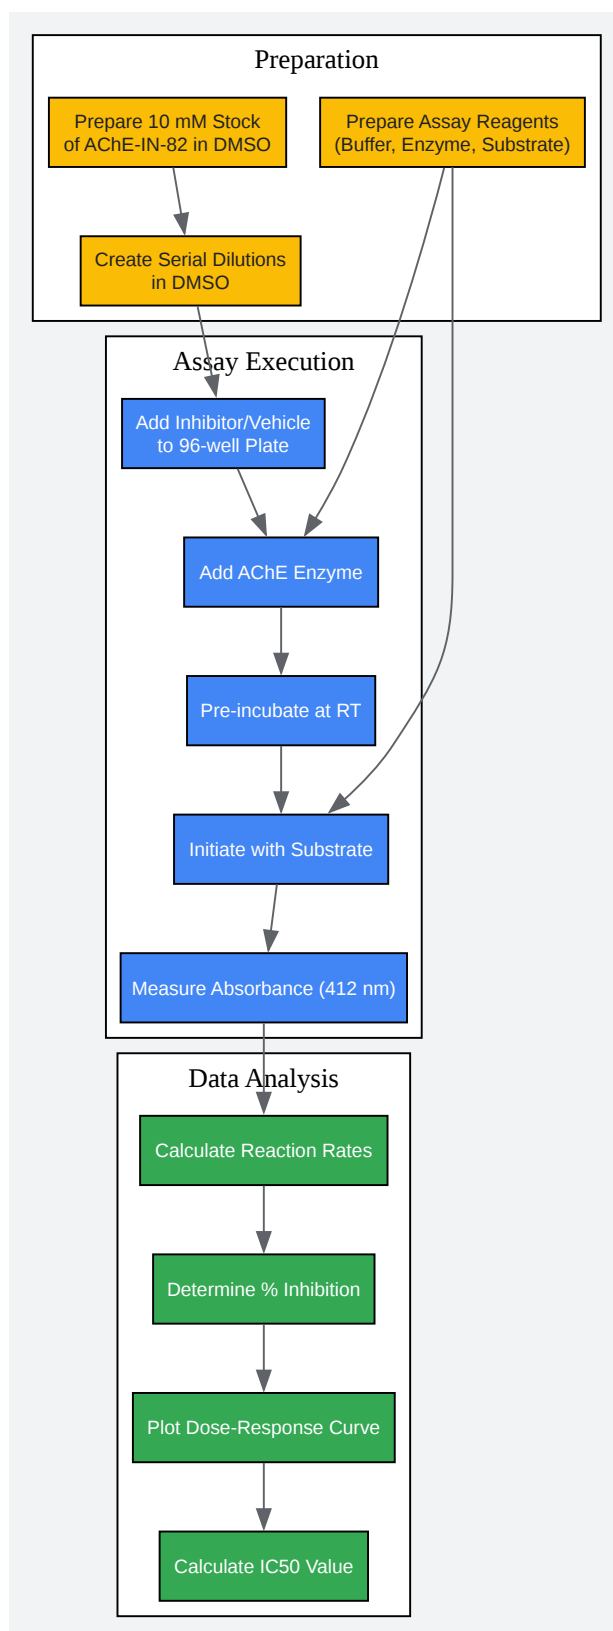 Preparation
Prepare 10 mM Stock
of AChE-IN-82 in DMSO
Prepare Assay Reagents
(Buffer, Enzyme, Substrate)
Create Serial Dilutions
in DMSO
Assay Execution
Add Inhibitor/Vehicle
to 96-well Plate
Add AChE Enzyme
Pre-incubate at RT
Initiate with Substrate
Measure Absorbance (412 nm)
Data Analysis
Calculate Reaction Rates
Determine % Inhibition
Plot Dose-Response Curve
Calculate IC50 Value